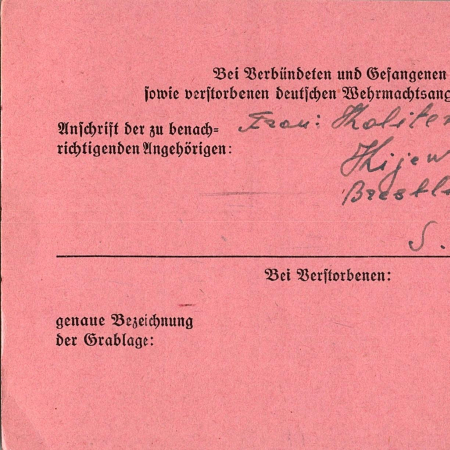 Bei Verbündeten und Gefangenen
sowie verstorbenen deutschen Wehrmachtsang
Anschrift der zu benach=
richtigenden Angehörigen:
Frau:
S.
Bei Verstorbenen:
genaue Bezeichnung
der Grablage: